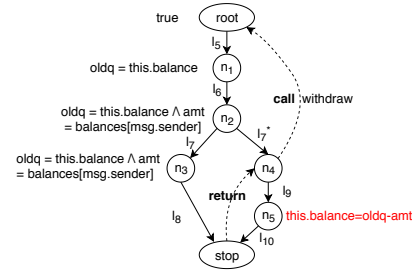 true root
l5
oldq = this.balance n1
l6
oldq = this.balance ∧ amt
= balances[msg.sender] n2
call withdraw
l7 l7*
oldq = this.balance ∧ amt
= balances[msg.sender] n3 n4
return l9
l8 n5 this.balance=oldq-amt
l10
stop